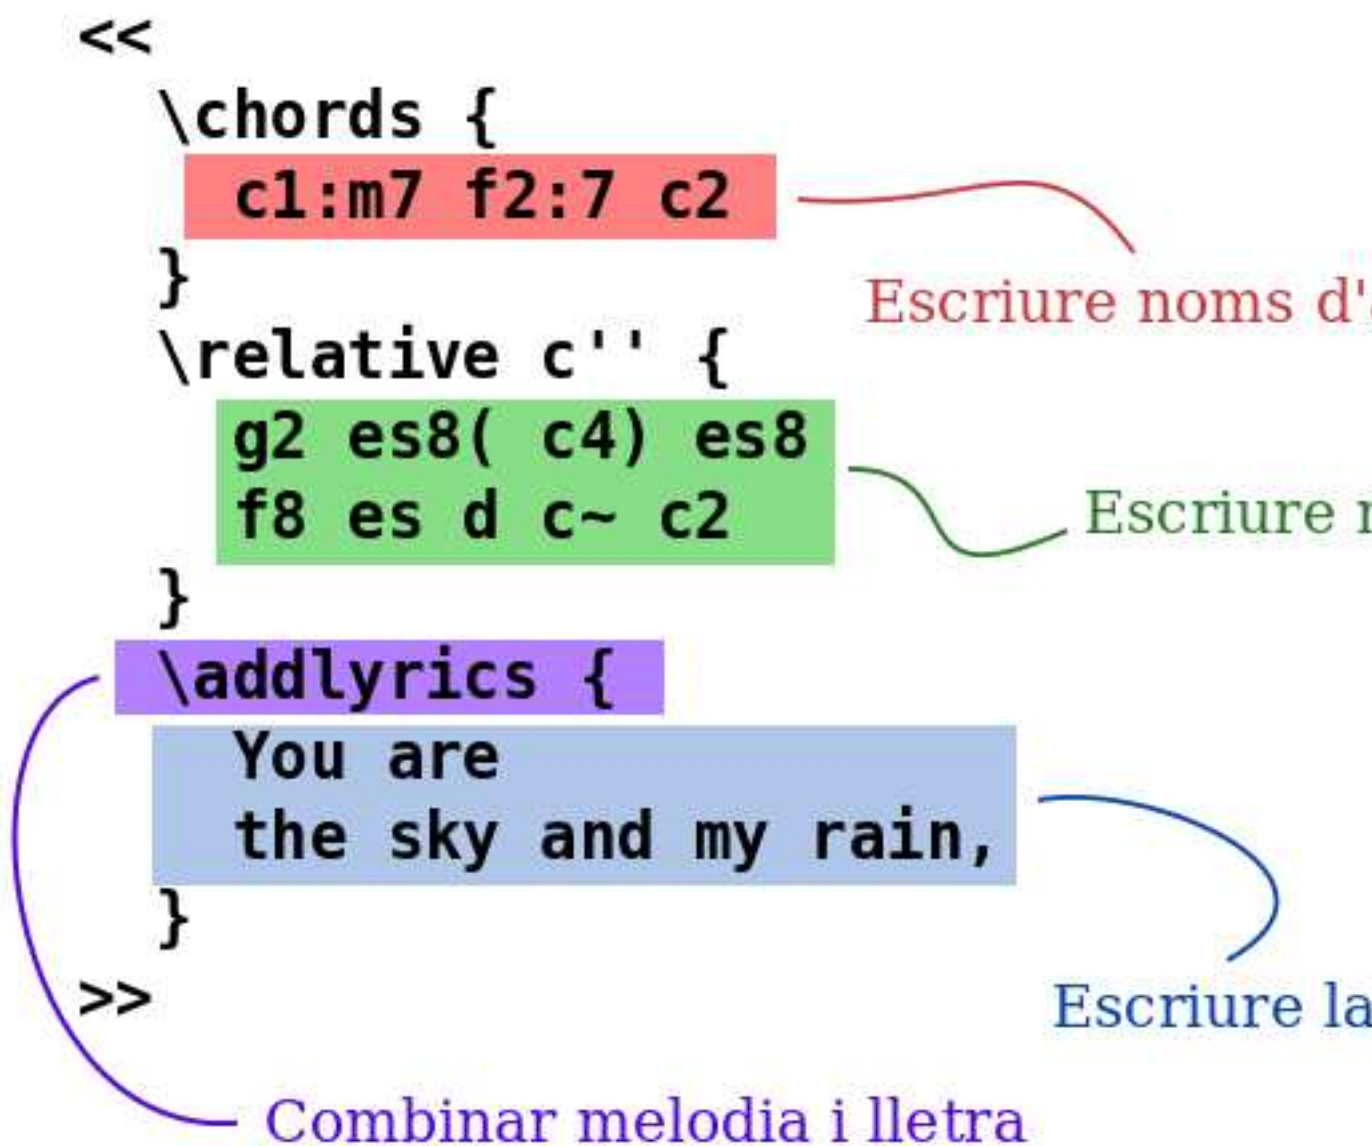 <<
\chords {
c1:m7 f2:7 c2
}
Escriure noms
\relative c'' {
g2 es8( c4) es8
f8 es d c~ c2
Escriure
}
\addlyrics {
You are
the sky and my rain,
}
>>
Escriure la
Combinar melodia i lletra